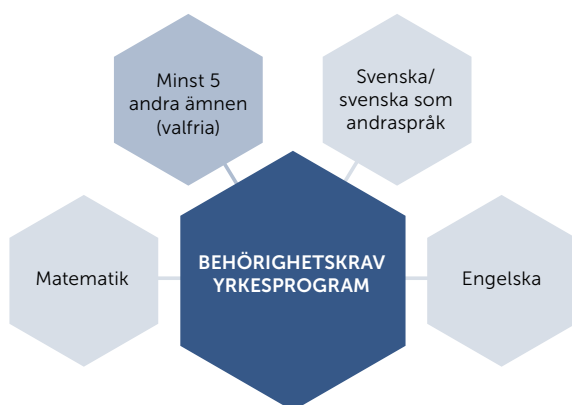 Minst 5
andra ämnen
(valfria)
Svenska/
svenska som
andraspråk
Matematik
BEHÖRIGHETSKRAV
YRKESPROGRAM
Engelska